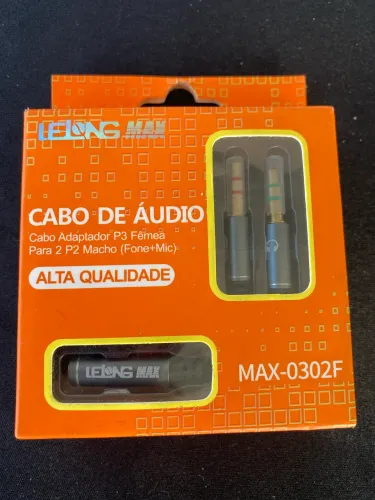 LELONG MAX
CABO DE ÁUDIO
Cabo Adaptador P3 Fêmea
Para 2 P2 Macho (Fone+Mic)
ALTA QUALIDADE
LELONG MAX
MAX-0302F